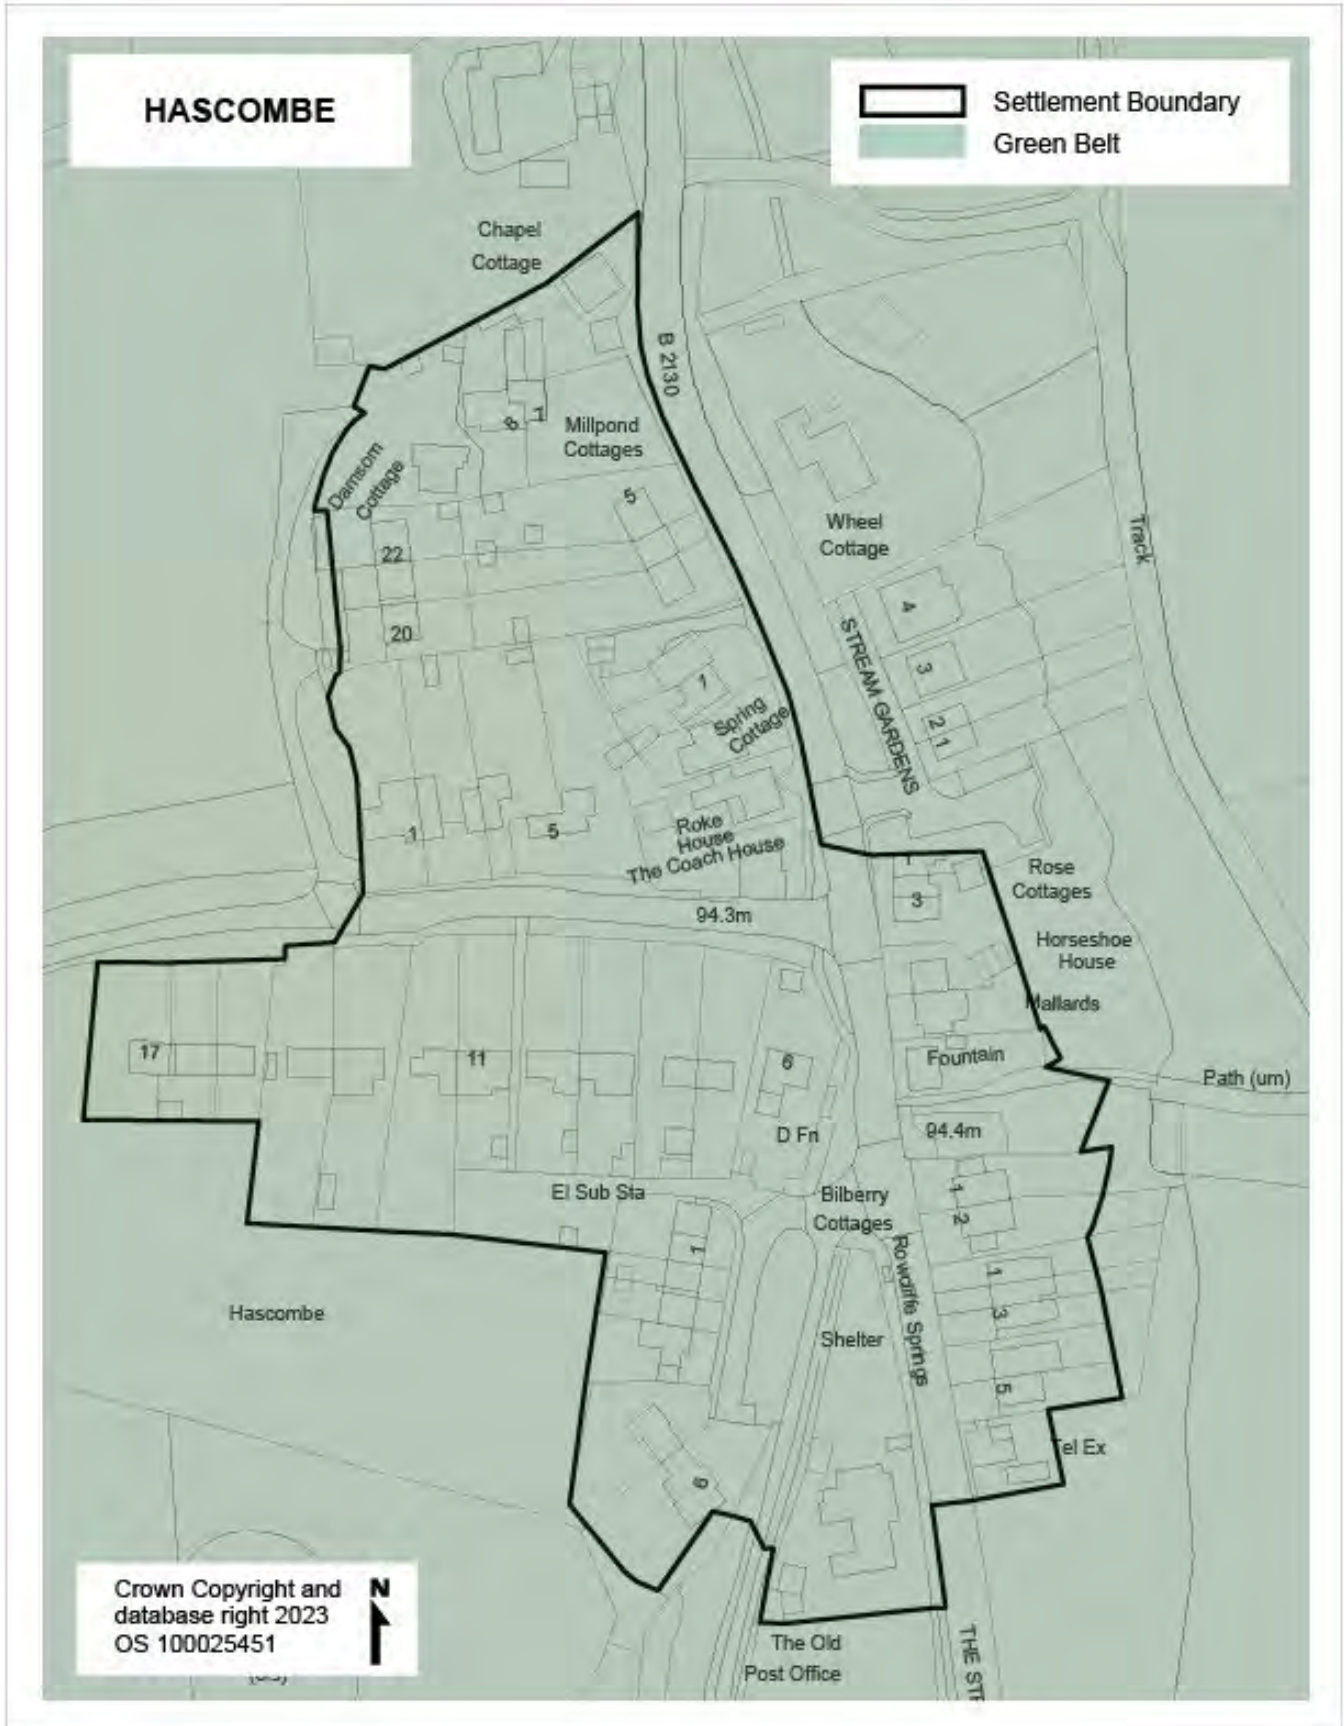 HASCOMBE
Settlement Boundary
Green Belt
Chapel
Cottage
B 2130
8
1
Millpond
Cottages
Damsom
Cottage
5
22
Wheel
Cottage
Track
20
4
STREAM GARDENS
3
1
2
1
Spring
Cottage
1
5
Roke
House
The Coach House
1
3
Rose
Cottages
94.3m
Horseshoe
House
Mallards
17
11
6
Fountain
Path (um)
D Fn
94.4m
El Sub Sta
1
2
Bilberry
Cottages
1
Rowcliffe Springs
1
3
Hascombe
Shelter
5
Tel Ex
6
Crown Copyright and
database right 2023
OS 100025451
N
The Old
Post Office
THE STR